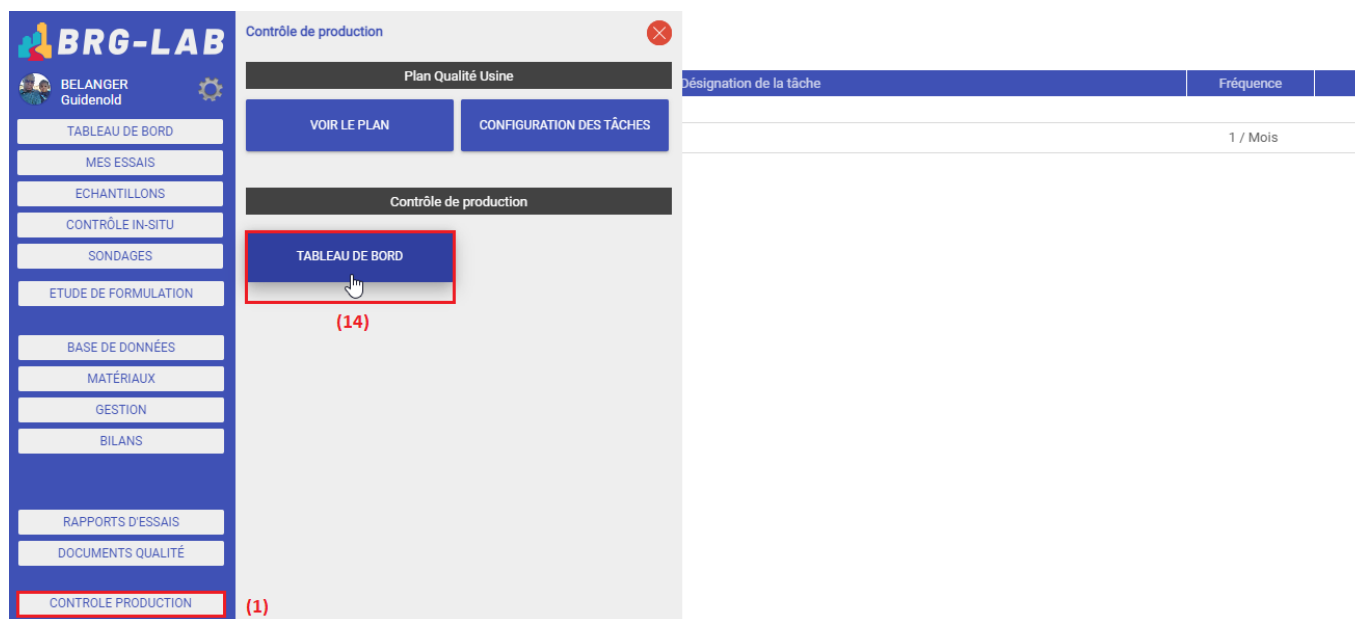 BRG-LAB
BELANGER
Guidenold
TABLEAU DE BORD
MES ESSAIS
ECHANTILLONS
CONTRÔLE IN-SITU
SONDAGES
ETUDE DE FORMULATION
BASE DE DONNÉES
MATÉRIAUX
GESTION
BILANS
RAPPORTS D'ESSAIS
DOCUMENTS QUALITÉ
CONTROLE PRODUCTION
(1)
Contrôle de production
Plan Qualité Usine
VOIR LE PLAN
CONFIGURATION DES TÂCHES
Contrôle de production
TABLEAU DE BORD
(14)
Désignation de la tâche
Fréquence
1 / Mois